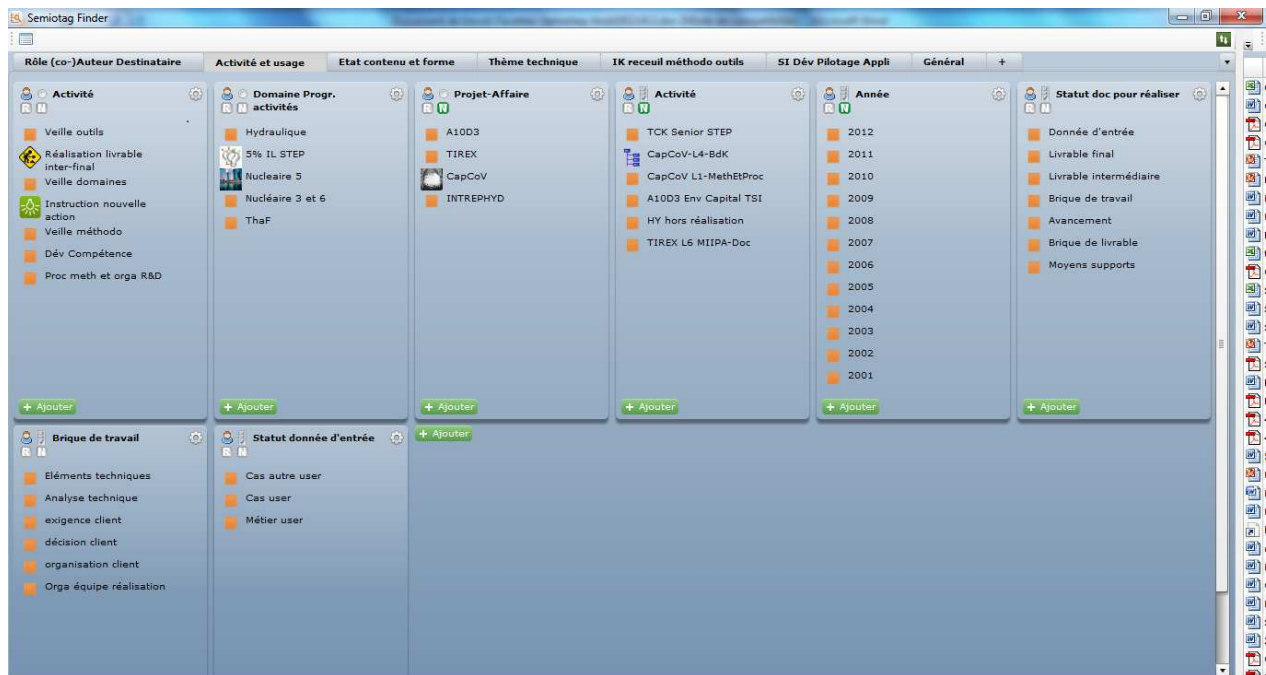 Semiotag Finder
Rôle (co-)Auteur Destinataire
Activité et usage
Etat contenu et forme
Thème technique
IK receuil méthodo outils
SI Dév Pilotage Appli
Général
+
Activité
R N
Veille outils
Réalisation livrable
inter-final
Veille domaines
Instruction nouvelle
action
Veille méthodo
Dév Compétence
Proc meth et orga R&D
+ Ajouter
Domaine Progr.
activités
R N
Hydraulique
5% IL STEP
Nucleaire 5
Nucléaire 3 et 6
ThaF
+ Ajouter
Projet-Affaire
R N
A10D3
TIREX
CapCoV
INTREPHYD
+ Ajouter
Activité
R N
TCK Senior STEP
CapCoV-L4-BdK
CapCoV L1-MethEtProc
A10D3 Env Capital TSI
HY hors réalisation
TIREX L6 MIIPA-Doc
+ Ajouter
Année
R N
2012
2011
2010
2009
2008
2007
2006
2005
2004
2003
2002
2001
+ Ajouter
Statut doc pour réaliser
R N
Donnée d'entrée
Livrable final
Livrable intermédiaire
Brique de travail
Avancement
Brique de livrable
Moyens supports
+ Ajouter
Brique de travail
R N
Eléments techniques
Analyse technique
exigence client
décision client
organisation client
Orga équipe réalisation
Statut donnée d'entrée
R N
Cas autre user
Cas user
Métier user
+ Ajouter